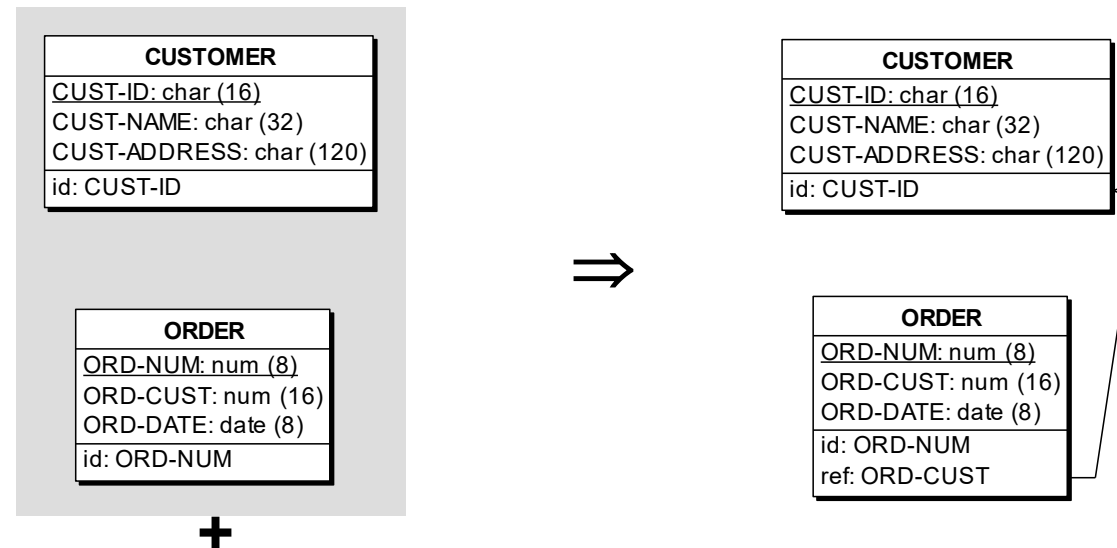 CUSTOMER
CUST-ID: char (16)
CUST-NAME: char (32)
CUST-ADDRESS: char (120)
id: CUST-ID
ORDER
ORD-NUM: num (8)
ORD-CUST: num (16)
ORD-DATE: date (8)
id: ORD-NUM
+
⇒
CUSTOMER
CUST-ID: char (16)
CUST-NAME: char (32)
CUST-ADDRESS: char (120)
id: CUST-ID
ORDER
ORD-NUM: num (8)
ORD-CUST: num (16)
ORD-DATE: date (8)
id: ORD-NUM
ref: ORD-CUST